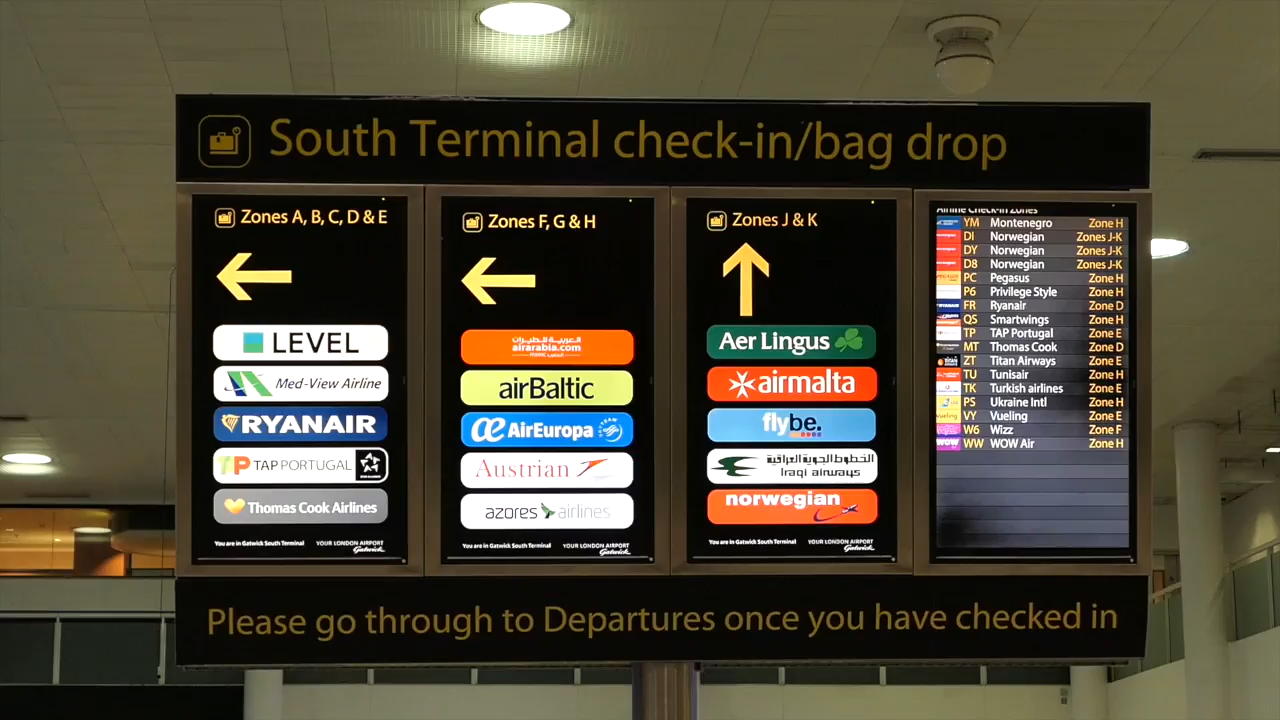 South Terminal check-in/bag drop
Zones A, B, C, D & E
LEVEL
Med-View Airline
RYANAIR
TAP PORTUGAL
Thomas Cook Airlines
You are in Gatwick South Terminal
YOUR LONDON AIRPORT
Gatwick
Zones F, G & H
العربية للطيران
airarabia.com
airBaltic
AirEuropa
Austrian
azores airlines
You are in Gatwick South Terminal
YOUR LONDON AIRPORT
Gatwick
Zones J & K
Aer Lingus
airmalta
flybe.
الخطوط الجوية العراقية
Iraqi airways
norwegian
You are in Gatwick South Terminal
YOUR LONDON AIRPORT
Gatwick
Airline Check-in Zones
YM Montenegro Zone H
DI Norwegian Zones J-K
DY Norwegian Zones J-K
D8 Norwegian Zones J-K
PC Pegasus Zone H
P6 Privilege Style Zone H
FR Ryanair Zone D
QS Smartwings Zone H
TP TAP Portugal Zone E
MT Thomas Cook Zone D
ZT Titan Airways Zone E
TU Tunisair Zone H
TK Turkish airlines Zone E
PS Ukraine Intl Zone H
VY Vueling Zone E
W6 Wizz Zone F
WW WOW Air Zone H
Please go through to Departures once you have checked in